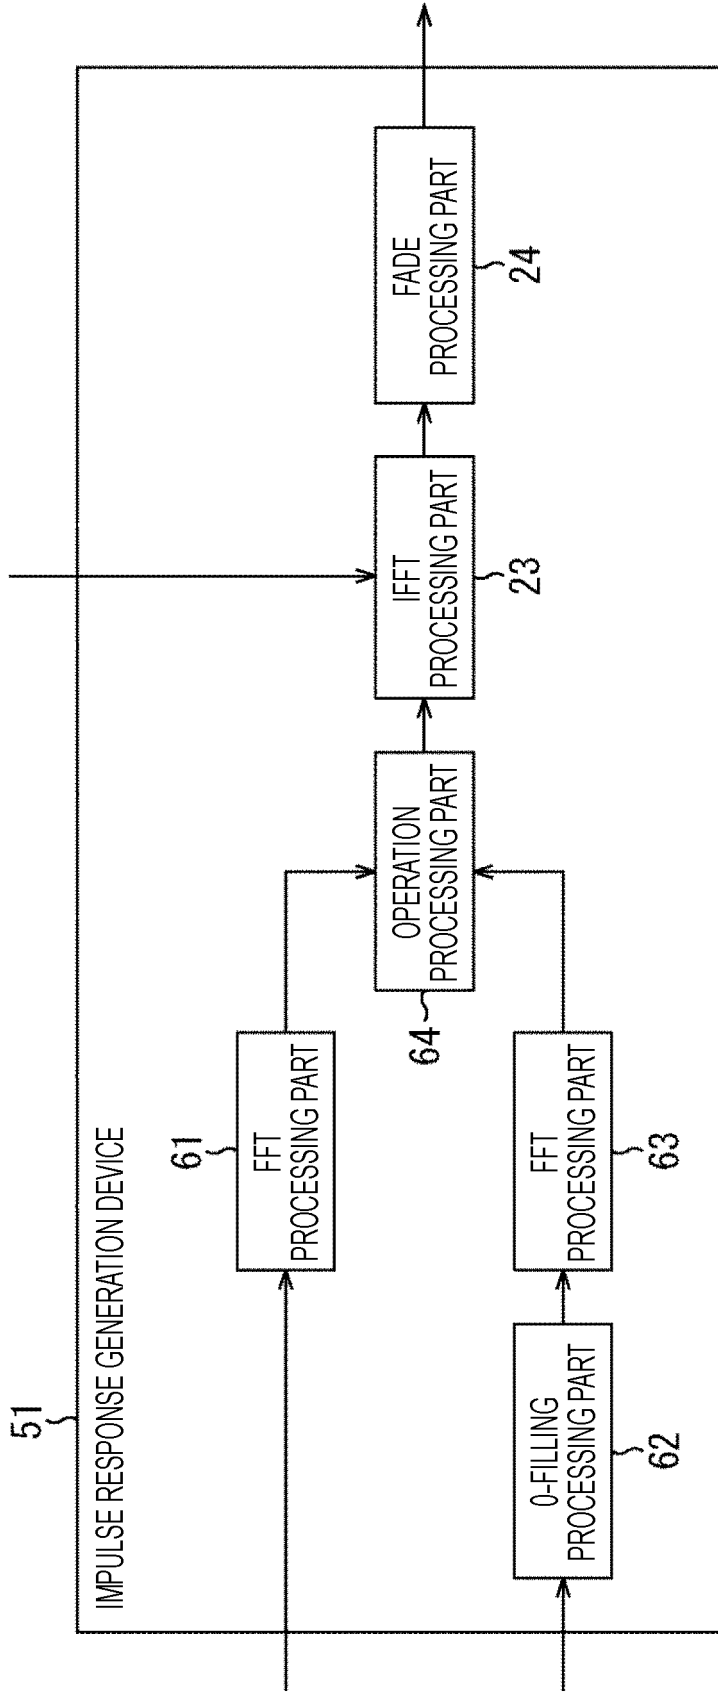 51
IMPULSE RESPONSE GENERATION DEVICE
61
FFT
PROCESSING PART
0-FILLING
PROCESSING PART
62
FFT
PROCESSING PART
63
64
OPERATION
PROCESSING PART
IFFT
PROCESSING PART
23
FADE
PROCESSING PART
24